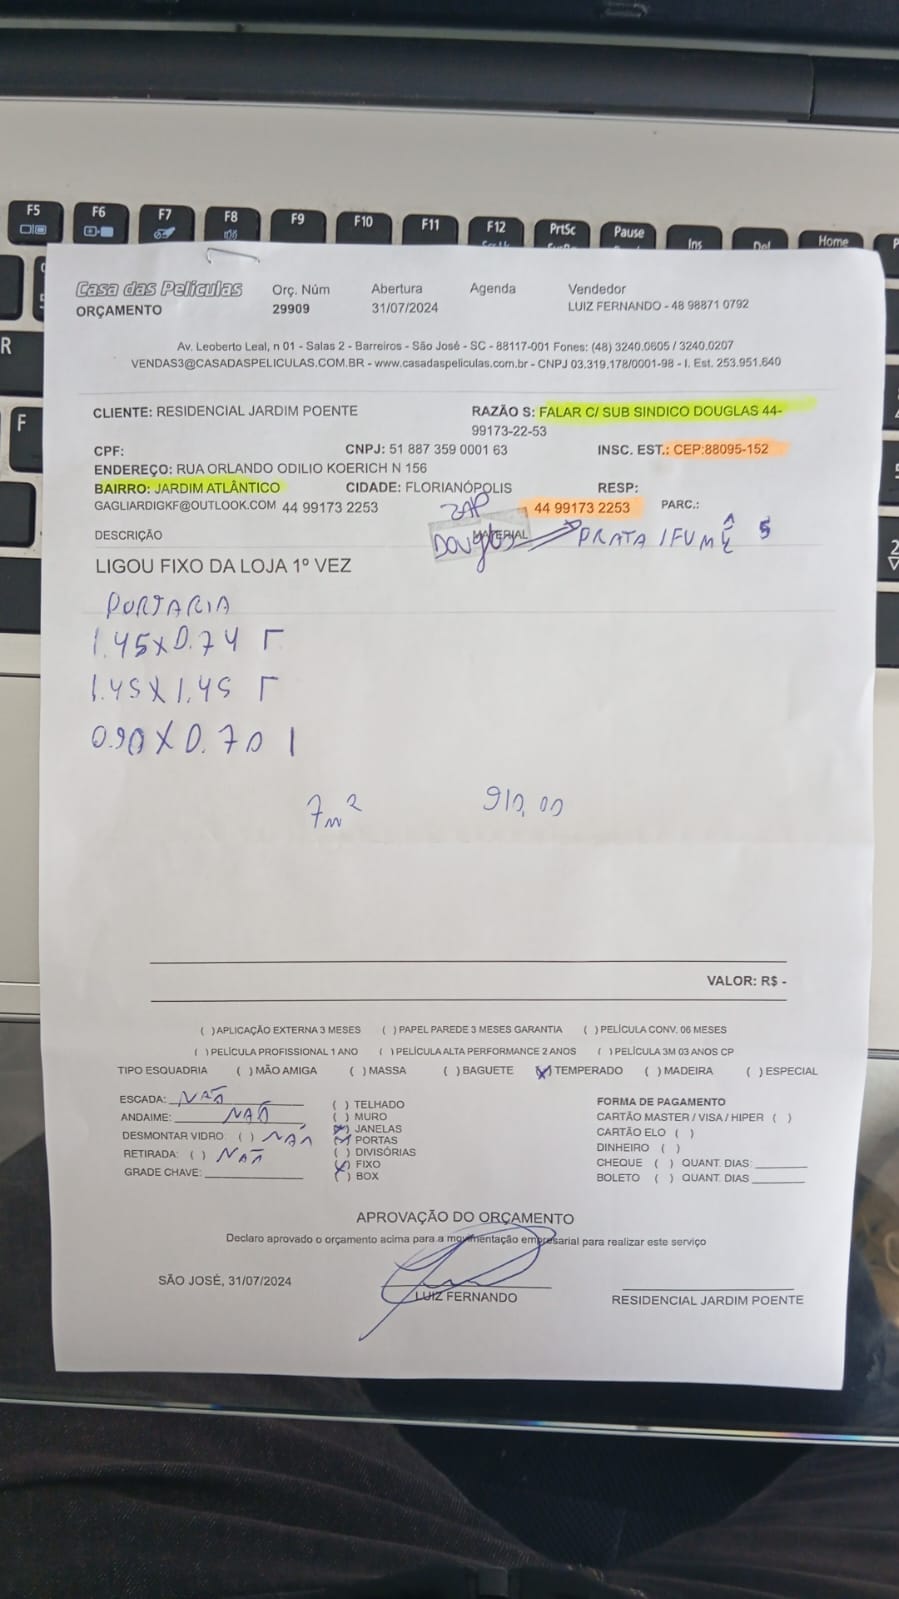 F5 F6 F7 F8 F9 F10 F11 F12 PrtSc Pause Ins Del Home
R
F
Casa das Películas
ORÇAMENTO
Orç. Núm
29909
Abertura
31/07/2024
Agenda
Vendedor
LUIZ FERNANDO - 48 98871 0792
Av. Leoberto Leal, n 01 - Salas 2 - Barreiros - São José - SC - 88117-001 Fones: (48) 3240.0605 / 3240.0207
VENDAS3@CASADASPELICULAS.COM.BR - www.casadaspeliculas.com.br - CNPJ 03.319.178/0001-98 - I. Est. 253.951.640
CLIENTE: RESIDENCIAL JARDIM POENTE
RAZÃO S: FALAR C/ SUB SINDICO DOUGLAS 44-
99173-22-53
CPF: CNPJ: 51 887 359 0001 63 INSC. EST.: CEP:88095-152
ENDEREÇO: RUA ORLANDO ODILIO KOERICH N 156
BAIRRO: JARDIM ATLÂNTICO CIDADE: FLORIANÓPOLIS RESP:
GAGLIARDIGKF@OUTLOOK.COM 44 99173 2253 ZAP 44 99173 2253 PARC.:
DESCRIÇÃO MATERIAL Douglas PRATA / FUMÊ 5
LIGOU FIXO DA LOJA 1º VEZ
PORTARIA
1.45 x 0.74 Γ
1.45 X 1.45 Γ
0.90 X 0.70 |
7m² 910,00
VALOR: R$ -
( ) APLICAÇÃO EXTERNA 3 MESES ( ) PAPEL PAREDE 3 MESES GARANTIA ( ) PELÍCULA CONV. 06 MESES
( ) PELÍCULA PROFISSIONAL 1 ANO ( ) PELÍCULA ALTA PERFORMANCE 2 ANOS ( ) PELÍCULA 3M 03 ANOS CP
TIPO ESQUADRIA ( ) MÃO AMIGA ( ) MASSA ( ) BAGUETE (X) TEMPERADO ( ) MADEIRA ( ) ESPECIAL
ESCADA: NÃO
ANDAIME: NÃO
DESMONTAR VIDRO: ( ) NÃO
RETIRADA: ( ) NÃO
GRADE CHAVE:
( ) TELHADO
( ) MURO
(X) JANELAS
(X) PORTAS
( ) DIVISÓRIAS
(X) FIXO
( ) BOX
FORMA DE PAGAMENTO
CARTÃO MASTER / VISA / HIPER ( )
CARTÃO ELO ( )
DINHEIRO ( )
CHEQUE ( ) QUANT. DIAS:
BOLETO ( ) QUANT. DIAS
APROVAÇÃO DO ORÇAMENTO
Declaro aprovado o orçamento acima para a movimentação empresarial para realizar este serviço
SÃO JOSÉ, 31/07/2024
LUIZ FERNANDO
RESIDENCIAL JARDIM POENTE